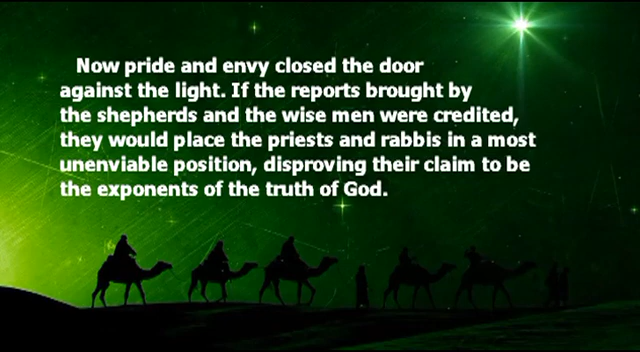 Now pride and envy closed the door
against the light. If the reports brought by
the shepherds and the wise men were credited,
they would place the priests and rabbis in a most
unenviable position, disproving their claim to be
the exponents of the truth of God.